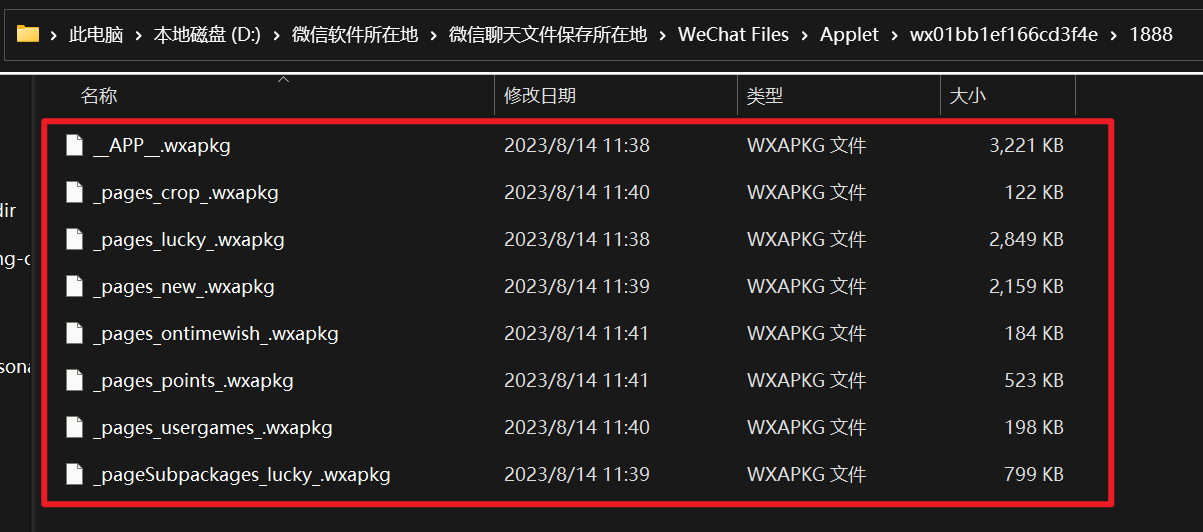 此电脑 › 本地磁盘 (D:) › 微信软件所在地 › 微信聊天文件保存所在地 › WeChat Files › Applet › wx01bb1ef166cd3f4e › 1888
名称 修改日期 类型 大小
__APP__.wxapkg 2023/8/14 11:38 WXAPKG 文件 3,221 KB
_pages_crop_.wxapkg 2023/8/14 11:40 WXAPKG 文件 122 KB
dir
_pages_lucky_.wxapkg 2023/8/14 11:38 WXAPKG 文件 2,849 KB
ng-c
_pages_new_.wxapkg 2023/8/14 11:39 WXAPKG 文件 2,159 KB
_pages_ontimewish_.wxapkg 2023/8/14 11:41 WXAPKG 文件 184 KB
sona
_pages_points_.wxapkg 2023/8/14 11:41 WXAPKG 文件 523 KB
_pages_usergames_.wxapkg 2023/8/14 11:40 WXAPKG 文件 198 KB
_pageSubpackages_lucky_.wxapkg 2023/8/14 11:39 WXAPKG 文件 799 KB